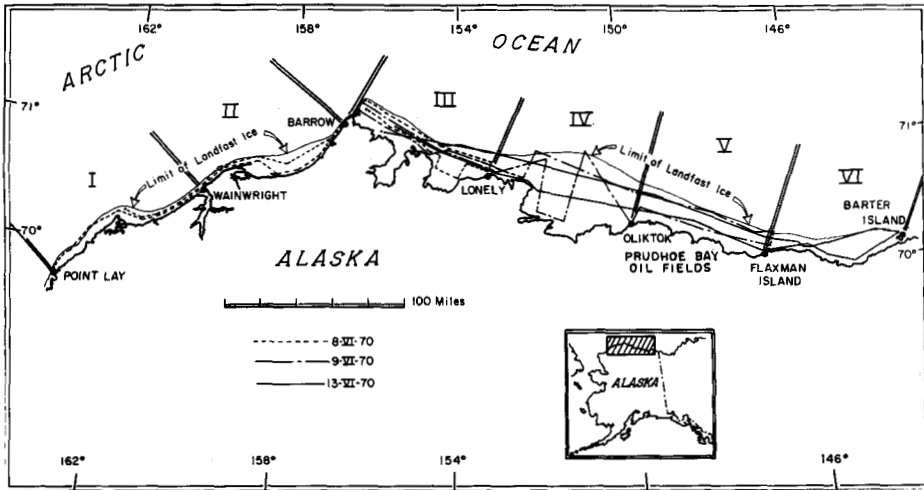 162° 158° 154° 150° 146°
ARCTIC OCEAN
71° 71°
I II III IV V VI
BARROW
Limit of Landfast Ice
Limit of Landfast Ice
WAINWRIGHT
LONELY
BARTER
ISLAND
70° 70°
POINT LAY
OLIKTOK
PRUDHOE BAY
OIL FIELDS
FLAXMAN
ISLAND
ALASKA
100 Miles
8-VI-70
9-VI-70
13-VI-70
ALASKA
162° 158° 154° 146°